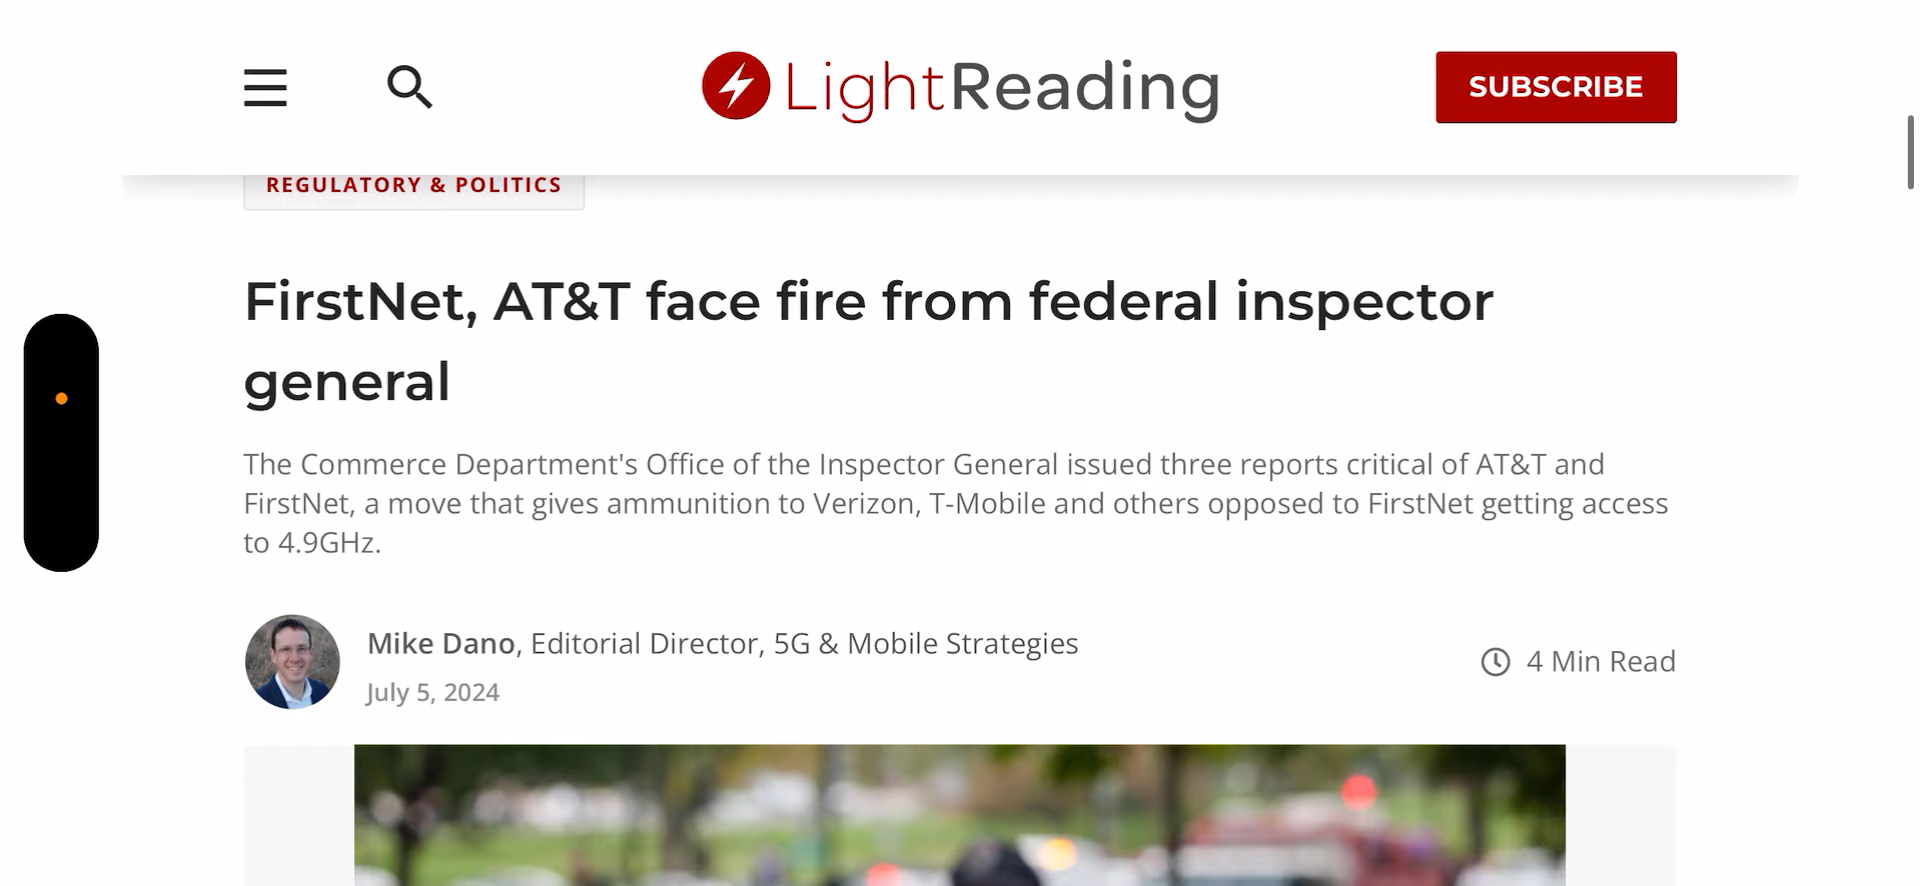 LightReading
SUBSCRIBE
REGULATORY & POLITICS
FirstNet, AT&T face fire from federal inspector
general
The Commerce Department's Office of the Inspector General issued three reports critical of AT&T and
FirstNet, a move that gives ammunition to Verizon, T-Mobile and others opposed to FirstNet getting access
to 4.9GHz.
Mike Dano, Editorial Director, 5G & Mobile Strategies
July 5, 2024
4 Min Read